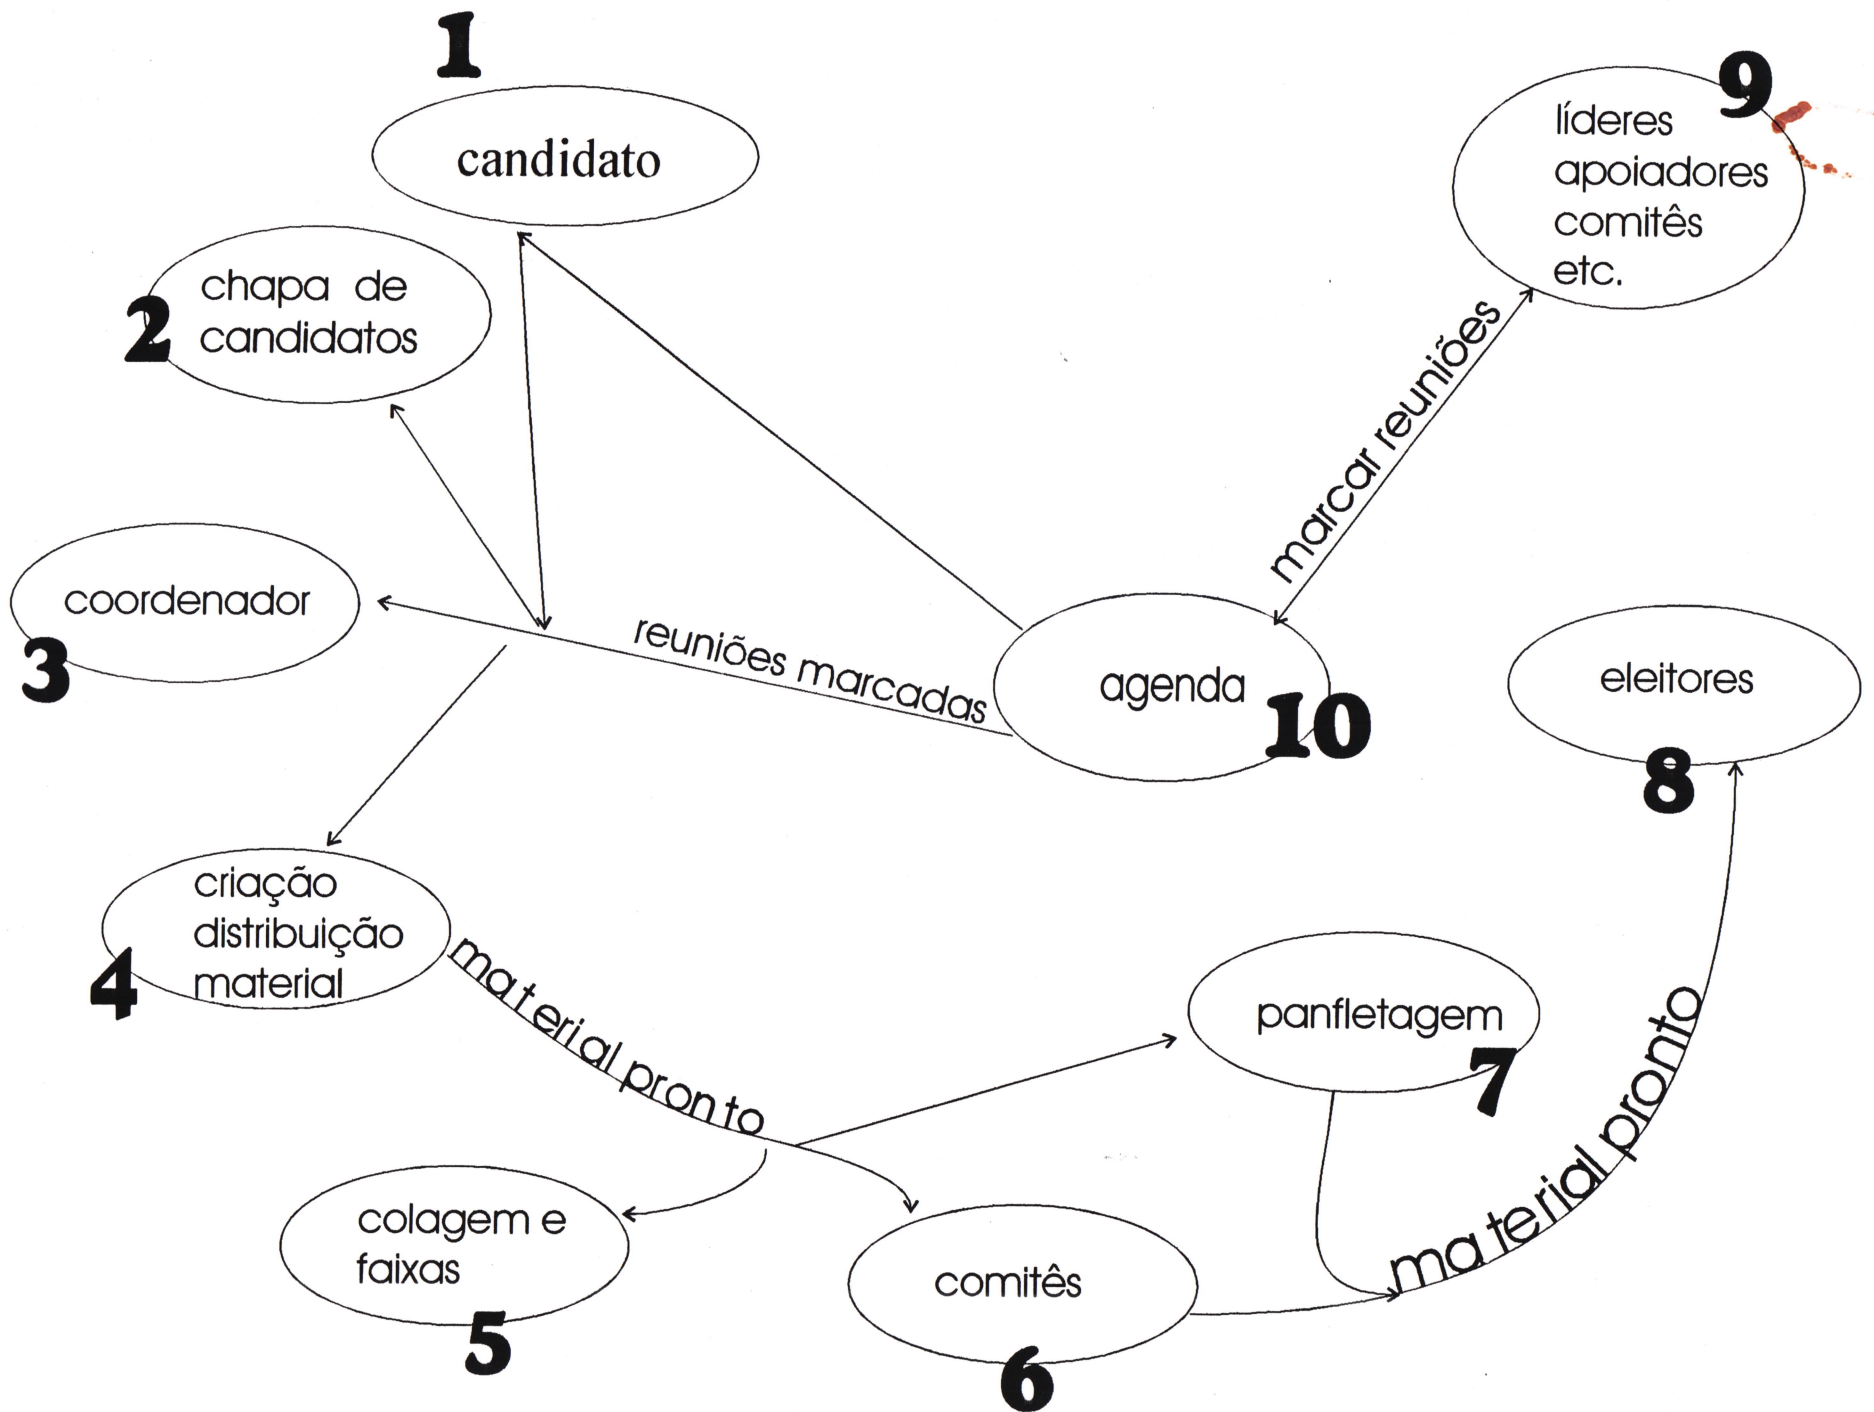 1
candidato
2
chapa de
candidatos
3
coordenador
4
criação
distribuição
material
material pronto
5
colagem e
faixas
6
comitês
7
panfletagem
material pronto
8
eleitores
9
líderes
apoiadores
comitês
etc.
marcar reuniões
10
agenda
reuniões marcadas